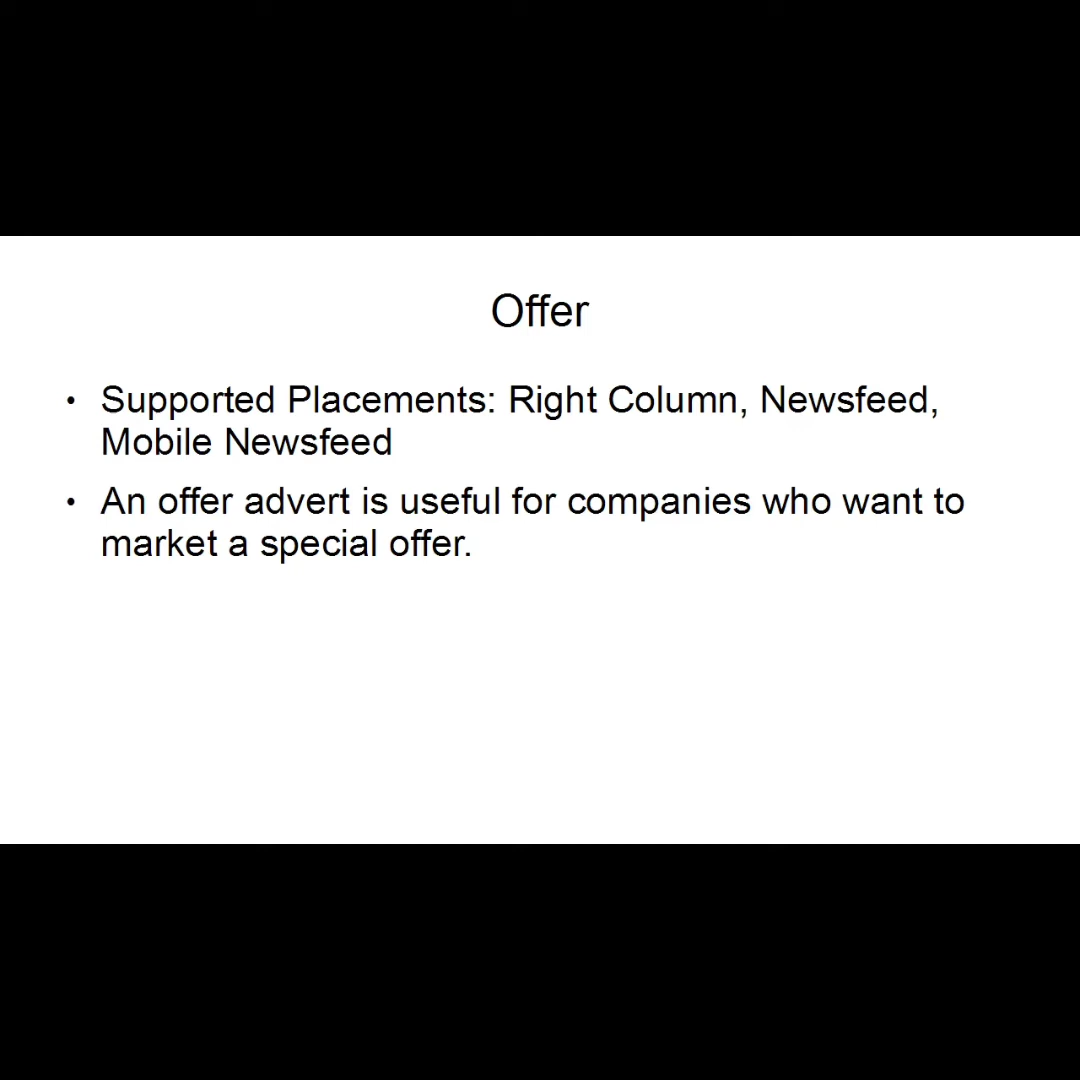 Offer
• Supported Placements: Right Column, Newsfeed,
Mobile Newsfeed
• An offer advert is useful for companies who want to
market a special offer.